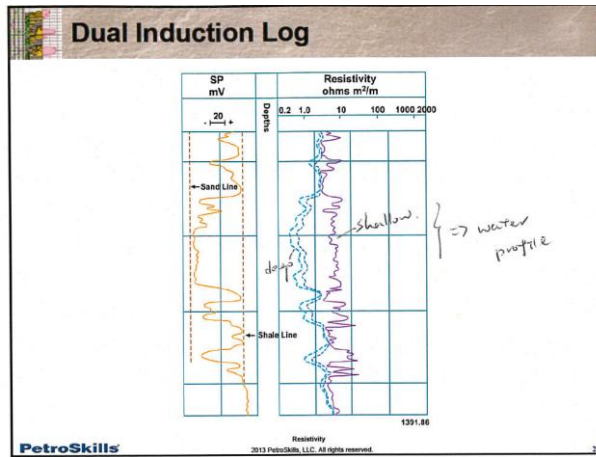 Dual Induction Log
SP
mV
Depths
Resistivity
ohms m²/m
20
- +
0.2 1.0 10 100 1000 2000
Sand Line
shallow.
=> water
profile
deep
Shale Line
1391.86
PetroSkills
Resistivity
2013 PetroSkills, LLC. All rights reserved.
2